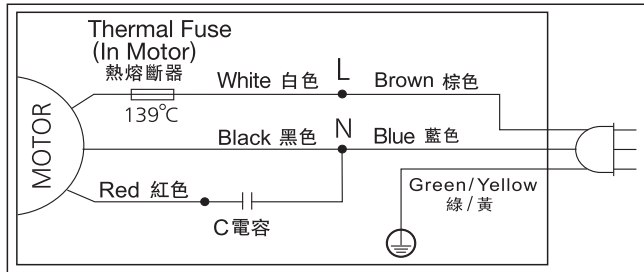 Thermal Fuse
(In Motor)
熱熔斷器
139°C
White 白色
L
Brown 棕色
MOTOR
Black 黑色
N
Blue 藍色
Red 紅色
C電容
Green/Yellow
綠/黃